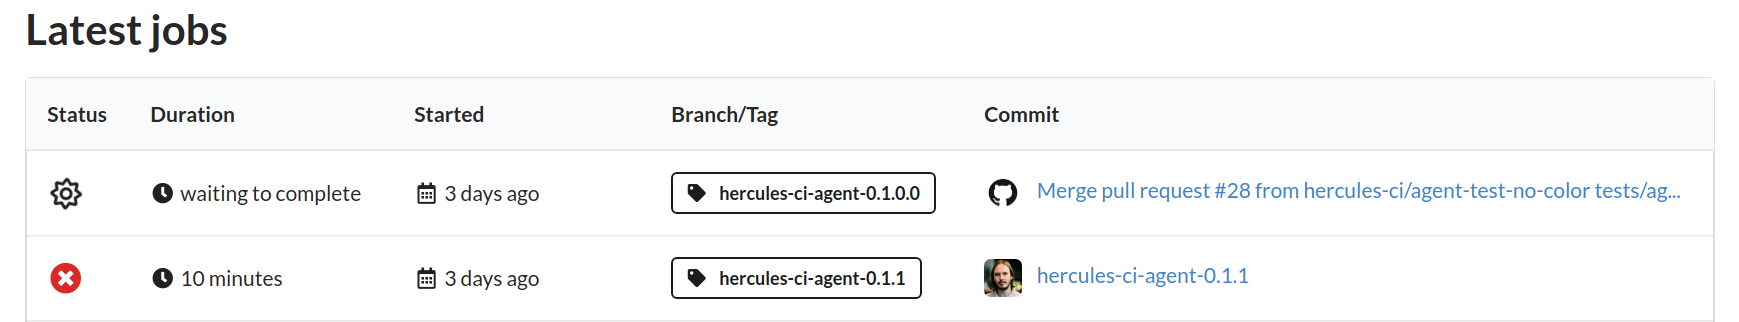 Latest jobs
Status Duration Started Branch/Tag Commit
waiting to complete 3 days ago hercules-ci-agent-0.1.0.0 Merge pull request #28 from hercules-ci/agent-test-no-color tests/ag...
10 minutes 3 days ago hercules-ci-agent-0.1.1 hercules-ci-agent-0.1.1